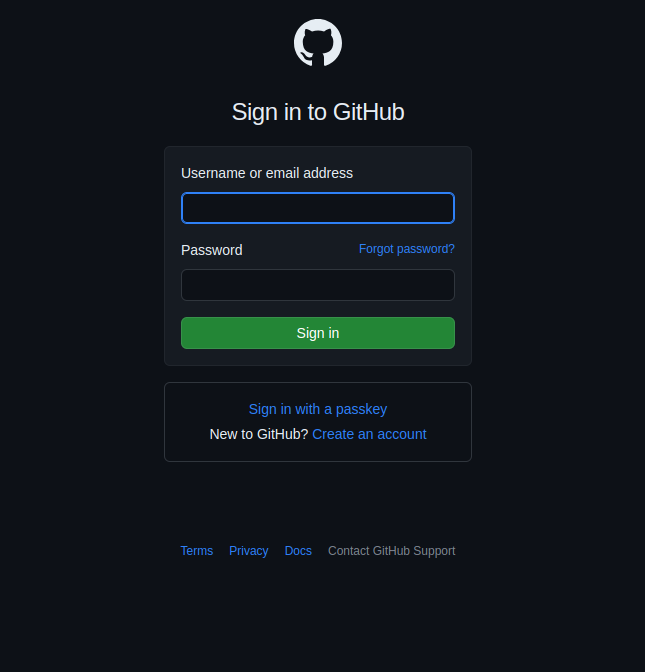 Sign in to GitHub
Username or email address
Password Forgot password?
Sign in
Sign in with a passkey
New to GitHub? Create an account
Terms Privacy Docs Contact GitHub Support